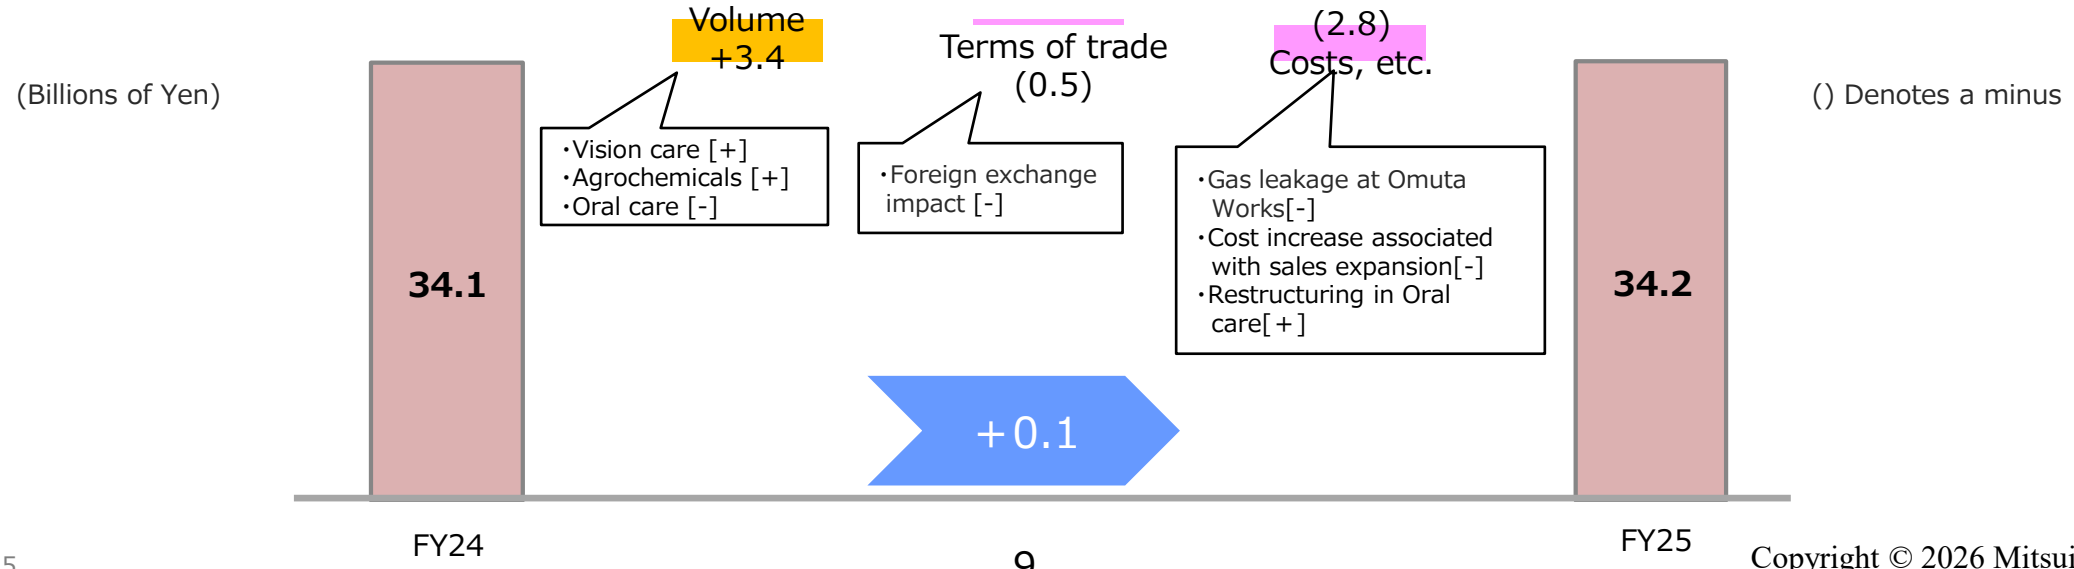 Volume
+3.4
Terms of trade
(0.5)
(2.8)
Costs, etc.
(Billions of Yen)
() Denotes a minus
・Vision care [+]
・Agrochemicals [+]
・Oral care [-]
・Foreign exchange
impact [-]
・Gas leakage at Omuta
Works[-]
・Cost increase associated
with sales expansion[-]
・Restructuring in Oral
care[+]
34.1
34.2
+0.1
FY24
FY25
5
9
Copyright © 2026 Mitsui